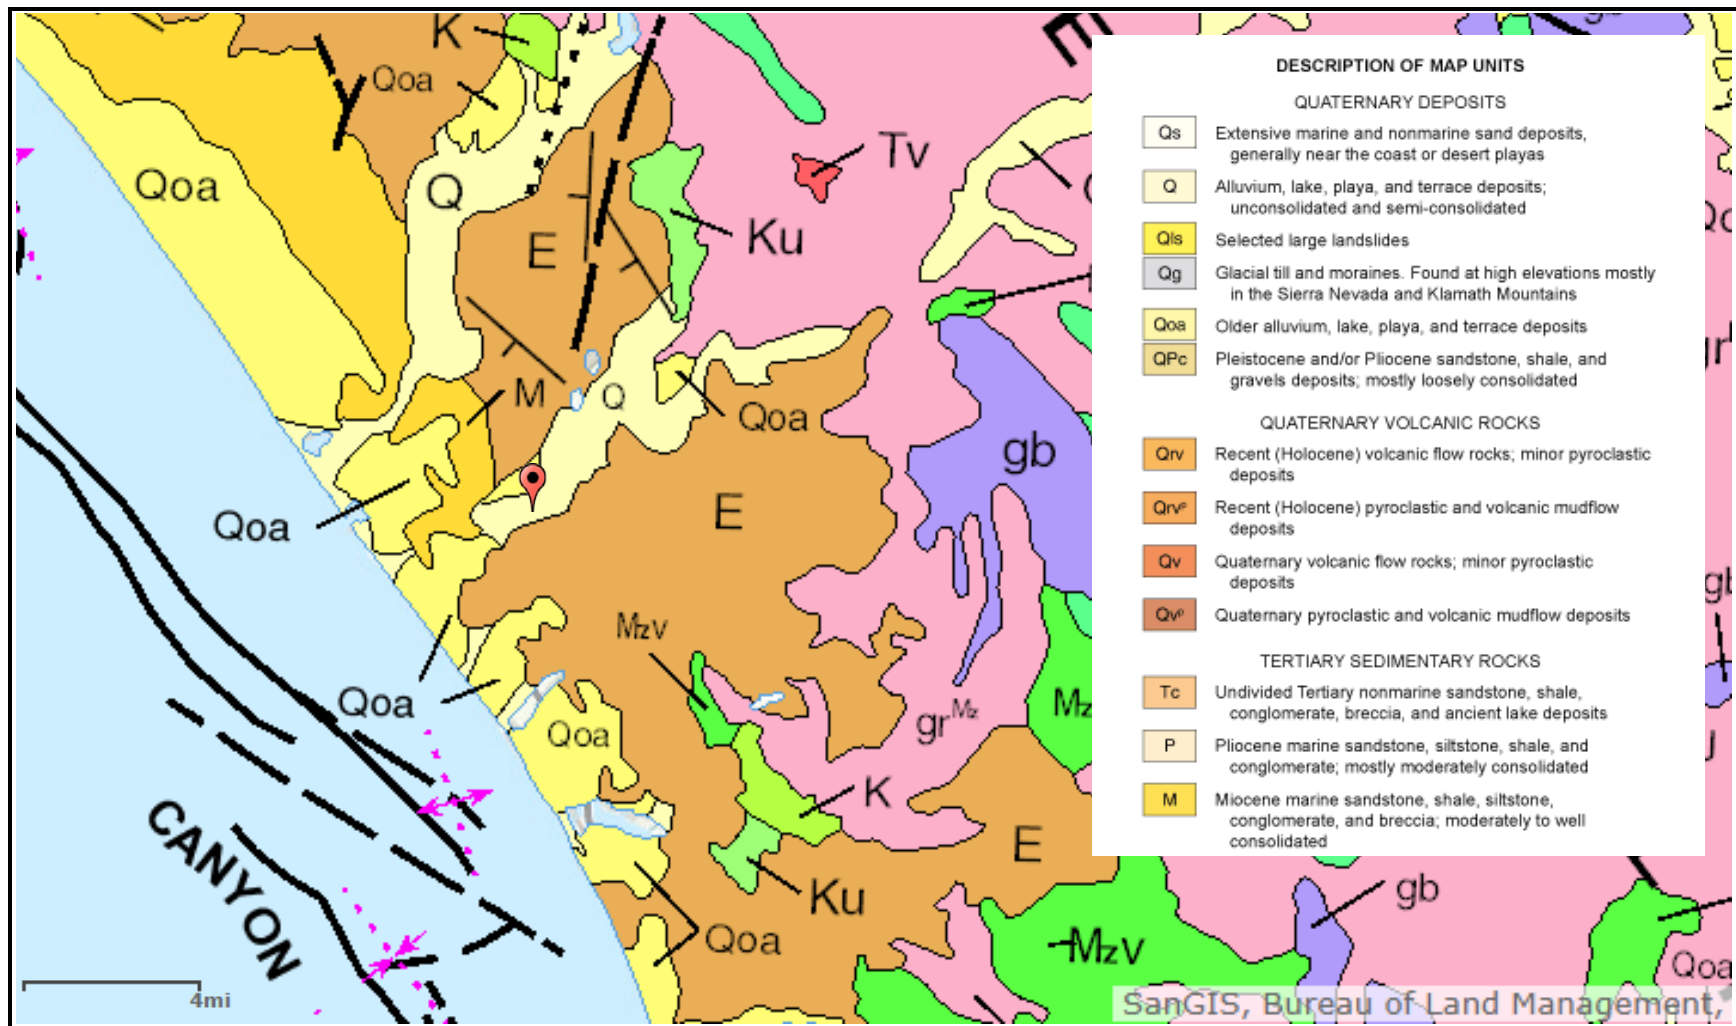 K
Qoa
Qoa
Q
E
Tv
Ku
M
Q
Qoa
E
gb
Qoa
Qoa
MzV
Qoa
gr Mz
Mz
K
E
Ku
Qoa
MzV
gb
Qoa
CANYON
4mi
DESCRIPTION OF MAP UNITS
QUATERNARY DEPOSITS
Qs Extensive marine and nonmarine sand deposits,
generally near the coast or desert playas
Q Alluvium, lake, playa, and terrace deposits;
unconsolidated and semi-consolidated
Qls Selected large landslides
Qg Glacial till and moraines. Found at high elevations mostly
in the Sierra Nevada and Klamath Mountains
Qoa Older alluvium, lake, playa, and terrace deposits
QPc Pleistocene and/or Pliocene sandstone, shale, and
gravels deposits; mostly loosely consolidated
QUATERNARY VOLCANIC ROCKS
Qrv Recent (Holocene) volcanic flow rocks; minor pyroclastic
deposits
Qrvᵖ Recent (Holocene) pyroclastic and volcanic mudflow
deposits
Qv Quaternary volcanic flow rocks; minor pyroclastic
deposits
Qvᵖ Quaternary pyroclastic and volcanic mudflow deposits
TERTIARY SEDIMENTARY ROCKS
Tc Undivided Tertiary nonmarine sandstone, shale,
conglomerate, breccia, and ancient lake deposits
P Pliocene marine sandstone, siltstone, shale, and
conglomerate; mostly moderately consolidated
M Miocene marine sandstone, shale, siltstone,
conglomerate, and breccia; moderately to well
consolidated
SanGIS, Bureau of Land Management,